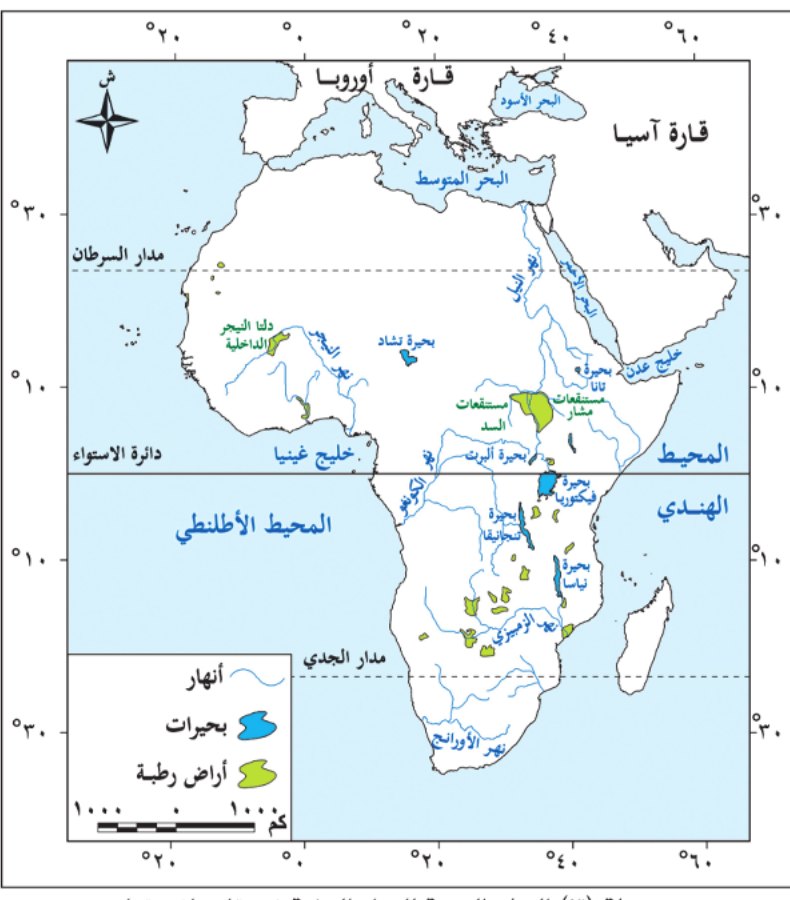 °٢٠ °٠ °٢٠ °٤٠ °٦٠
ش
قارة أوروبا
البحر الأسود
قارة آسيا
البحر المتوسط
°٣٠ °٣٠
مدار السرطان
نهر النيل
البحر الأحمر
دلتا النيجر
الداخلية
نهر النيجر
بحيرة تشاد
خليج عدن
بحيرة
تانا
°١٠ °١٠
مستنقعات
السد
مستنقعات
مشار
دائرة الاستواء
خليج غينيا
بحيرة ألبرت
المحيط
الهندي
نهر الكونغو
بحيرة
فيكتوريا
المحيط الأطلنطي
بحيرة
تنجانيقا
°١٠ °١٠
بحيرة
نياسا
نهر الزمبيزي
مدار الجدي
أنهار
بحيرات
أراض رطبة
°٣٠
نهر الأورانج
١٠٠٠ ٠ ١٠٠٠
كم
°٢٠ °٠ °٢٠ °٤٠ °٦٠